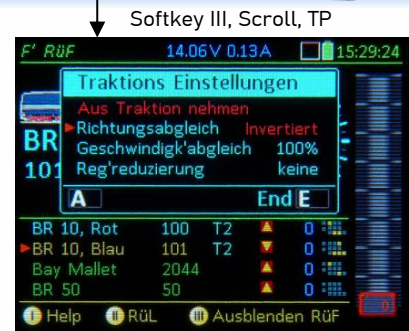 Softkey III, Scroll, TP
F' RüF 14.06V 0.13A 15:29:24
Traktions Einstellungen
Aus Traktion nehmen
Richtungsabgleich Invertiert
Geschwindigk'abgleich 100%
BR
Reg'reduzierung keine
101
A End E
BR 10, Rot 100 T2 0
BR 10, Blau 101 T2 0
Bay Mallet 2044 0
BR 50 50 0
I Help II RüL III Ausblenden RüF
0